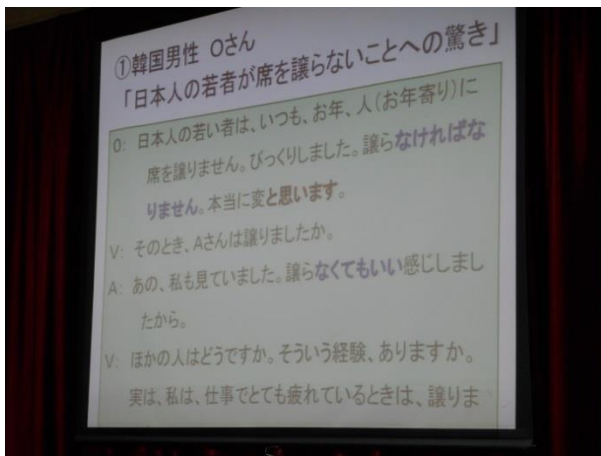 ①韓国男性 Oさん
「日本人の若者が席を譲らないことへの驚き」
O: 日本人の若い者は、いつも、お年、人(お年寄り)に
席を譲りません。びっくりしました。譲らなければな
りません。本当に変と思います。
V: そのとき、Aさんは譲りましたか。
A: あの、私も見ていました。譲らなくてもいい感じしまし
たから。
V: ほかの人はどうですか。そういう経験、ありますか。
実は、私は、仕事でとても疲れているときは、譲りま